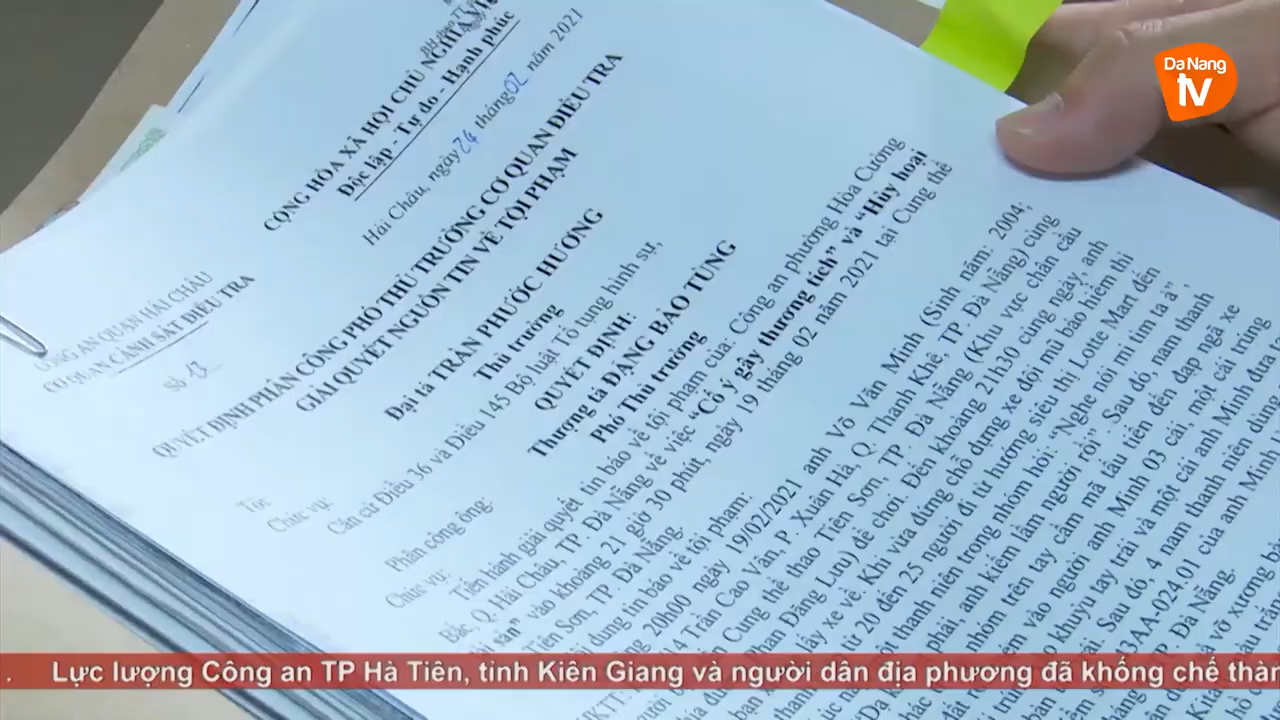 Da Nang
tv
CỘNG HÒA XÃ HỘI CHỦ NGHĨA
Độc lập - Tự do - Hạnh phúc
Hải Châu, ngày 24 tháng 02 năm 2021
CÔNG AN QUẬN HẢI CHÂU
CƠ QUAN CẢNH SÁT ĐIỀU TRA
QUYẾT ĐỊNH PHÂN CÔNG PHÓ THỦ TRƯỞNG CƠ QUAN ĐIỀU TRA
GIẢI QUYẾT NGUỒN TIN VỀ TỘI PHẠM
Tôi: Đại tá TRẦN PHƯỚC HƯƠNG
Chức vụ: Thủ trưởng
Căn cứ Điều 36 và Điều 145 Bộ luật Tố tụng hình sự,
QUYẾT ĐỊNH:
Phân công ông: Thượng tá ĐẶNG BẢO TÙNG
Chức vụ: Phó Thủ trưởng
Tiến hành giải quyết tin báo về tội phạm của: Công an phường Hòa Cường
Bắc, Q. Hải Châu, TP. Đà Nẵng về việc “Cố ý gây thương tích” và “Hủy hoại
tài sản” vào khoảng 21 giờ 30 phút, ngày 19 tháng 02 năm 2021 tại Cung thể
Tiên Sơn, TP. Đà Nẵng.
dung tin báo về tội phạm:
20h00 ngày 19/02/2021 anh Võ Văn Minh (Sinh năm: 2004;
Trần Cao Vân, P. Xuân Hà, Q. Thanh Khê, TP. Đà Nẵng) cùng
Cung thể thao Tiên Sơn, TP. Đà Nẵng (Khu vực chân cầu
Phan Đăng Lưu) để chơi. Đến khoảng 21h30 cùng ngày, anh
lấy xe về. Khi vừa đứng chỗ dựng xe đội mũ bảo hiểm thì
từ 20 đến 25 người đi từ hướng siêu thị Lotte Mart đến
một thanh niên trong nhóm hỏi: “Nghe nói mi tìm ta à”,
phải, anh kiếm lầm người rồi” Sau đó, nam thanh
nhóm trên tay cầm mã tấu tiến đến đạp ngã xe
chém vào người anh Minh 03 cái, một cái trúng
khuỷu tay trái và một cái anh Minh đưa
trái. Sau đó, 4 nam thanh niên dùng
43AA-024.01 của anh Minh
TP. Đà Nẵng.
Lực lượng Công an TP Hà Tiên, tỉnh Kiên Giang và người dân địa phương đã khống chế